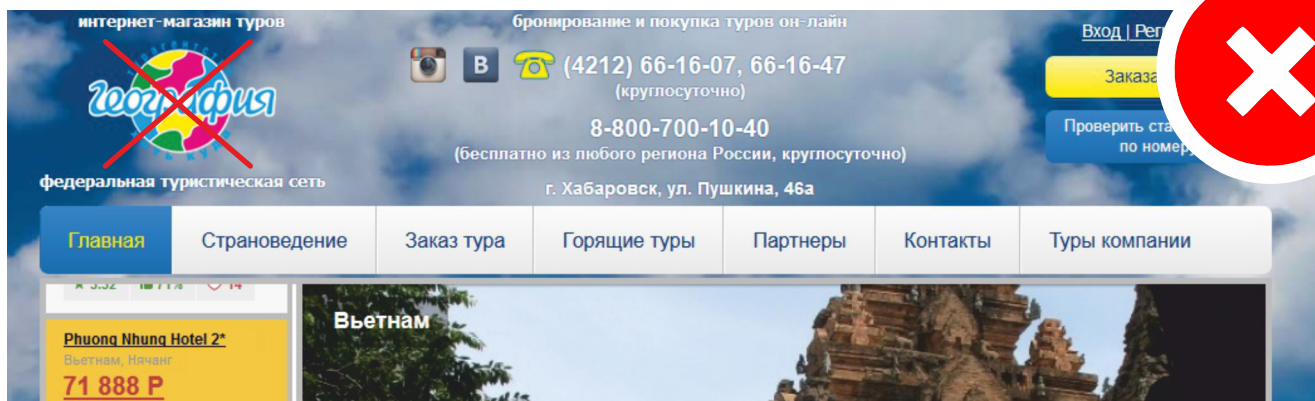 интернет-магазин туров
география
федеральная туристическая сеть
бронирование и покупка туров он-лайн
B
(4212) 66-16-07, 66-16-47
(круглосуточно)
8-800-700-10-40
(бесплатно из любого региона России, круглосуточно)
г. Хабаровск, ул. Пушкина, 46а
Вход | Рег
Заказа
Проверить ста
по номеру
Главная
Страноведение
Заказ тура
Горящие туры
Партнеры
Контакты
Туры компании
Phuong Nhung Hotel 2*
Вьетнам, Нячанг
71 888 Р
Вьетнам